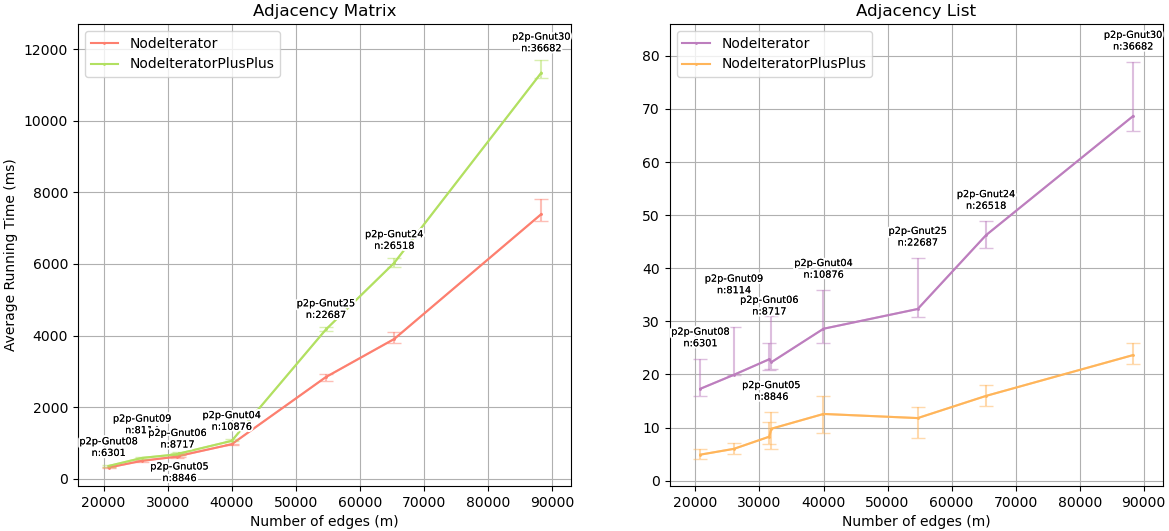 Adjacency Matrix
NodeIterator
NodeIteratorPlusPlus
12000
10000
8000
6000
4000
2000
0
Average Running Time (ms)
p2p-Gnut30
n:36682
p2p-Gnut24
n:26518
p2p-Gnut25
n:22687
p2p-Gnut04
n:10876
p2p-Gnut09
p2p-Gnut06
n:8717
p2p-Gnut08
n:6301
p2p-Gnut05
n:8846
20000 30000 40000 50000 60000 70000 80000 90000
Number of edges (m)
Adjacency List
NodeIterator
NodeIteratorPlusPlus
80
70
60
50
40
30
20
10
0
p2p-Gnut30
n:36682
p2p-Gnut24
n:26518
p2p-Gnut25
n:22687
p2p-Gnut04
n:10876
p2p-Gnut09
n:8114
p2p-Gnut06
n:8717
p2p-Gnut08
n:6301
p2p-Gnut05
n:8846
20000 30000 40000 50000 60000 70000 80000 90000
Number of edges (m)